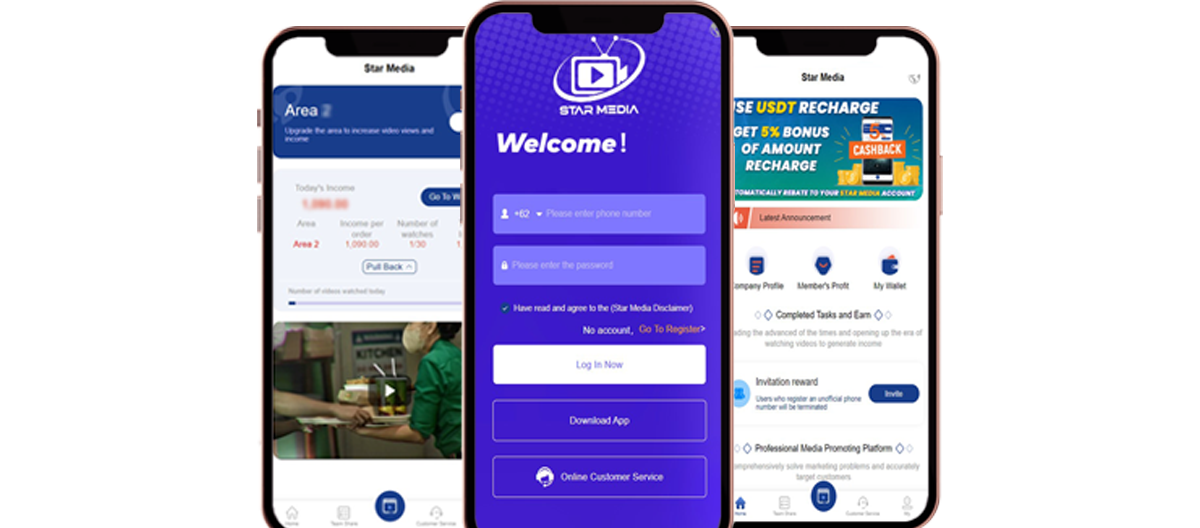 Star Media
Area 2
Upgrade the area to increase video views and
income
Today's Income
1,090.00
Go To W
Area
Income per
order
Number of
watches
Area 2
1,090.00
1/30
1.
Pull Back
Number of videos watched today
KITCHEN
Home
Team Share
Customer Service
STAR MEDIA
Welcome!
+62
Please enter phone number
Please enter the password
Have read and agree to the (Star Media Disclaimer)
No account, Go To Register>
Log In Now
Download App
Online Customer Service
Star Media
USE USDT RECHARGE
GET 5% BONUS
OF AMOUNT
RECHARGE
5%
CASHBACK
AUTOMATICALLY REBATE TO YOUR STAR MEDIA ACCOUNT
Latest Announcement
Company Profile
Member's Profit
My Wallet
Completed Tasks and Earn
ading the advanced of the times and opening up the era of
watching videos to generate income
Invitation reward
Users who register an unofficial phone
number will be terminated
Invite
Professional Media Promoting Platform
omprehensively solve marketing problems and accurately
target customers
Home
Team Share
Customer Service
My